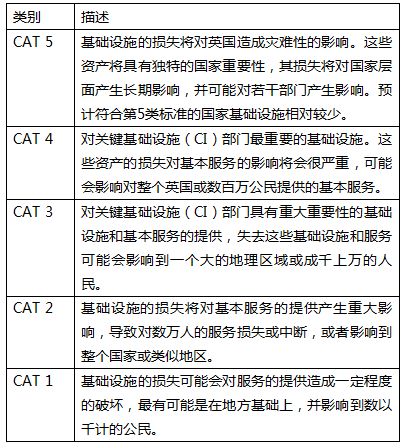 类别 描述
CAT 5 基础设施的损失将对英国造成灾难性的影响。这些
资产将具有独特的国家重要性，其损失将对国家层
面产生长期影响，并可能对若干部门产生影响。预
计符合第5类标准的国家基础设施相对较少。
CAT 4 对关键基础设施（CI）部门最重要的基础设施。这
些资产的损失对基本服务的影响将会很严重，可能
会影响对整个英国或数百万公民提供的基本服务。
CAT 3 对关键基础设施（CI）部门具有重大重要性的基础
设施和基本服务的提供，失去这些基础设施和服务
可能会影响到一个大的地理区域或成千上万的人
民。
CAT 2 基础设施的损失将对基本服务的提供产生重大影
响，导致对数万人的服务损失或中断，或者影响到
整个国家或类似地区。
CAT 1 基础设施的损失可能会对服务的提供造成一定程度
的破坏，最有可能是在地方基础上，并影响到数以
千计的公民。